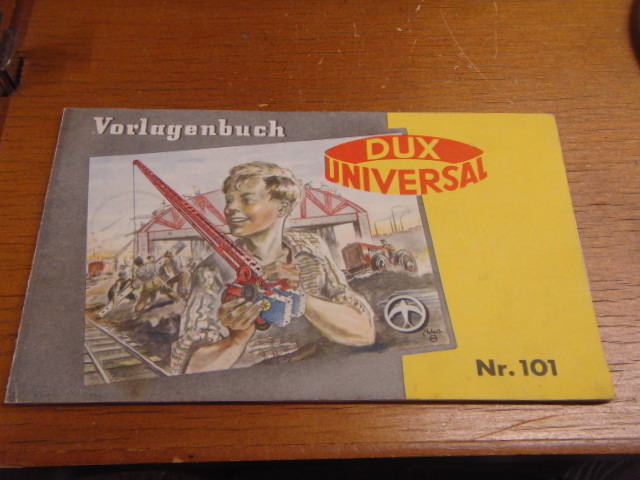 Vorlagenbuch
DUX
UNIVERSAL
Nr. 101